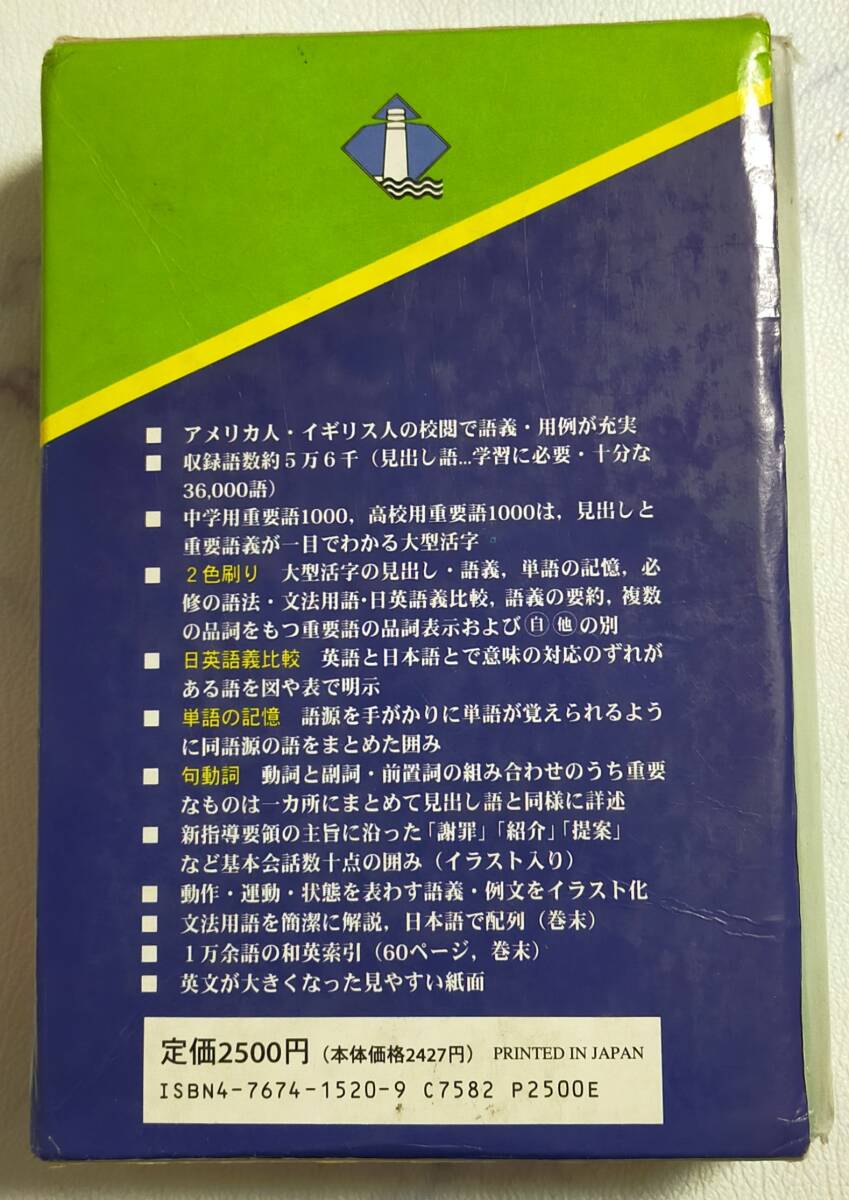 ■ アメリカ人・イギリス人の校閲で語義・用例が充実
■ 収録語数約5万6千（見出し語...学習に必要・十分な
36,000語）
■ 中学用重要語1000，高校用重要語1000は，見出しと
重要語義が一目でわかる大型活字
■ 2色刷り 大型活字の見出し・語義，単語の記憶，必
修の語法・文法用語・日英語義比較，語義の要約，複数
の品詞をもつ重要語の品詞表示および㊀自 ㊀他の別
■ 日英語義比較 英語と日本語とで意味の対応のずれが
ある語を図や表で明示
■ 単語の記憶 語源を手がかりに単語が覚えられるよう
に同語源の語をまとめた囲み
■ 句動詞 動詞と副詞・前置詞の組み合わせのうち重要
なものは一カ所にまとめて見出し語と同様に詳述
■ 新指導要領の主旨に沿った「謝罪」「紹介」「提案」
など基本会話数十点の囲み（イラスト入り）
■ 動作・運動・状態を表わす語義・例文をイラスト化
■ 文法用語を簡潔に解説，日本語で配列（巻末）
■ 1万余語の和英索引（60ページ，巻末）
■ 英文が大きくなった見やすい紙面
定価2500円（本体価格2427円） PRINTED IN JAPAN
ISBN4-7674-1520-9 C7582 P2500E